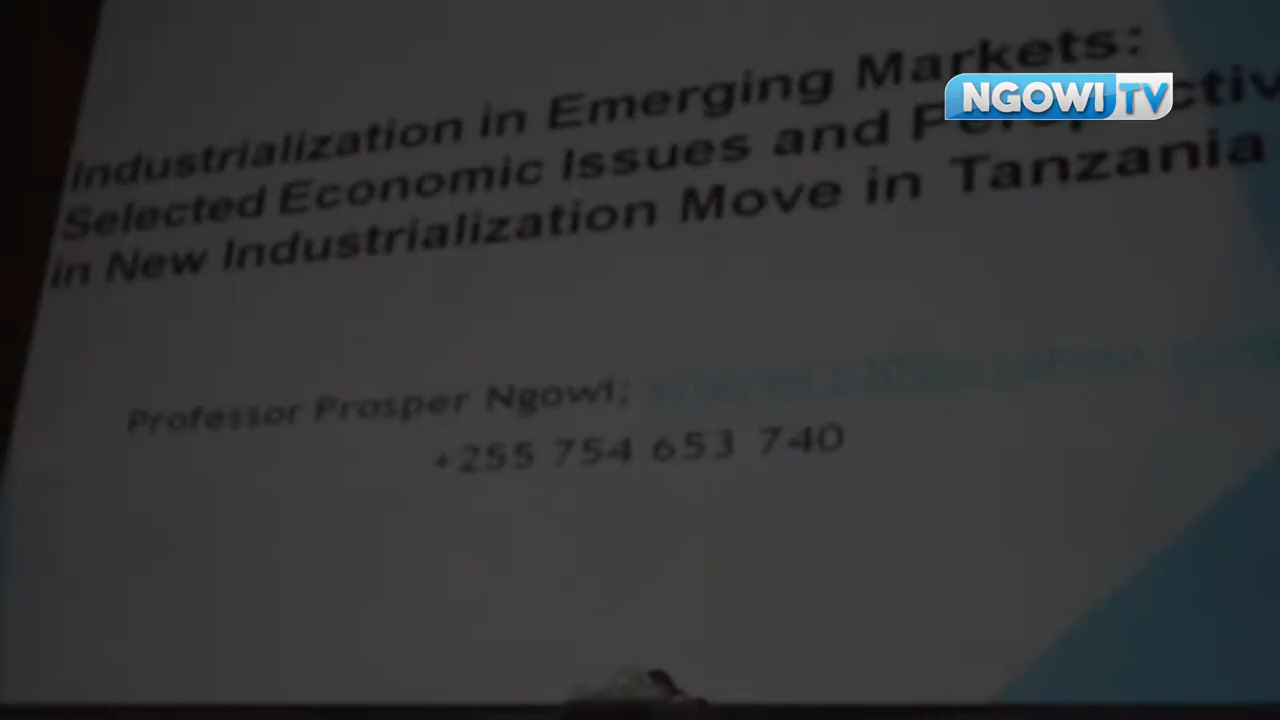 NGOWI TV
Industrialization in Emerging Markets:
Selected Economic Issues and
in New Industrialization Move in Tanzania
Professor Prosper Ngowi;
+255 754 653 740